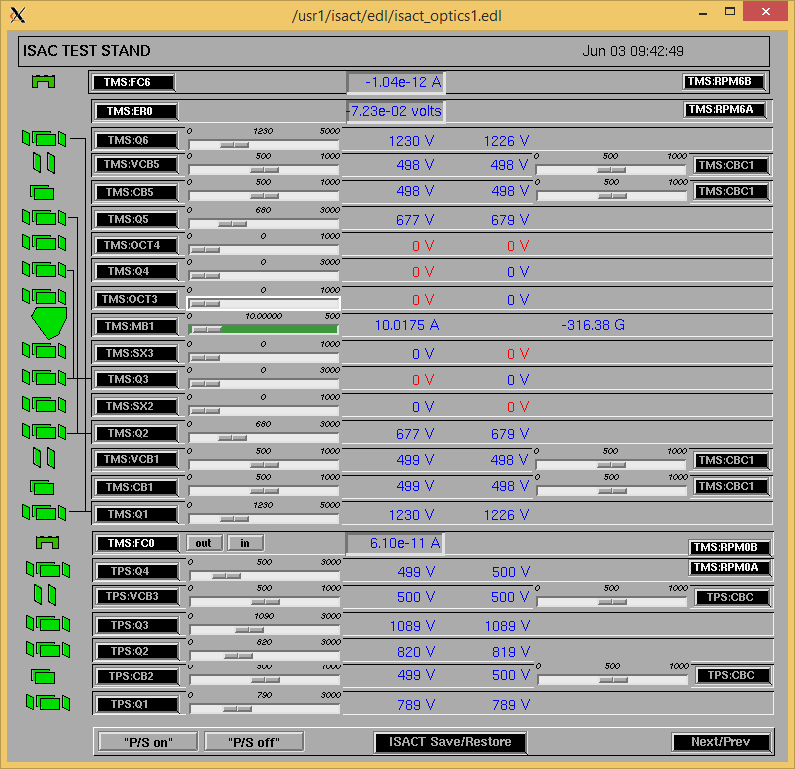 /usr1/isact/edl/isact_optics1.edl
ISAC TEST STAND Jun 03 09:42:49
TMS:FC6 -1.04e-12 A TMS:RPM6B
TMS:ER0 -7.23e-02 volts TMS:RPM6A
TMS:Q6 0 1230 5000 1230 V 1226 V
TMS:VCB5 0 500 1000 498 V 498 V 0 500 1000 TMS:CBC1
TMS:CB5 0 500 1000 498 V 498 V 0 500 1000 TMS:CBC1
TMS:Q5 0 680 3000 677 V 679 V
TMS:OCT4 0 0 1000 0 V 0 V
TMS:Q4 0 0 3000 0 V 0 V
TMS:OCT3 0 0 1000 0 V 0 V
TMS:MB1 0 10.00000 500 10.0175 A -316.38 G
TMS:SX3 0 0 1000 0 V 0 V
TMS:Q3 0 0 3000 0 V 0 V
TMS:SX2 0 0 1000 0 V 0 V
TMS:Q2 0 680 3000 677 V 679 V
TMS:VCB1 0 500 1000 499 V 498 V 0 500 1000 TMS:CBC1
TMS:CB1 0 500 1000 499 V 498 V 0 500 1000 TMS:CBC1
TMS:Q1 0 1230 5000 1230 V 1226 V
TMS:FC0 out in 6.10e-11 A TMS:RPM0B
TMS:RPM0A
TPS:Q4 0 500 3000 499 V 500 V
TPS:VCB3 0 500 1000 500 V 500 V 0 500 1000 TPS:CBC
TPS:Q3 0 1090 3000 1089 V 1089 V
TPS:Q2 0 820 3000 820 V 819 V
TPS:CB2 0 500 1000 499 V 500 V 0 500 1000 TPS:CBC
TPS:Q1 0 790 3000 789 V 789 V
"P/S on" "P/S off" ISACT Save/Restore Next/Prev